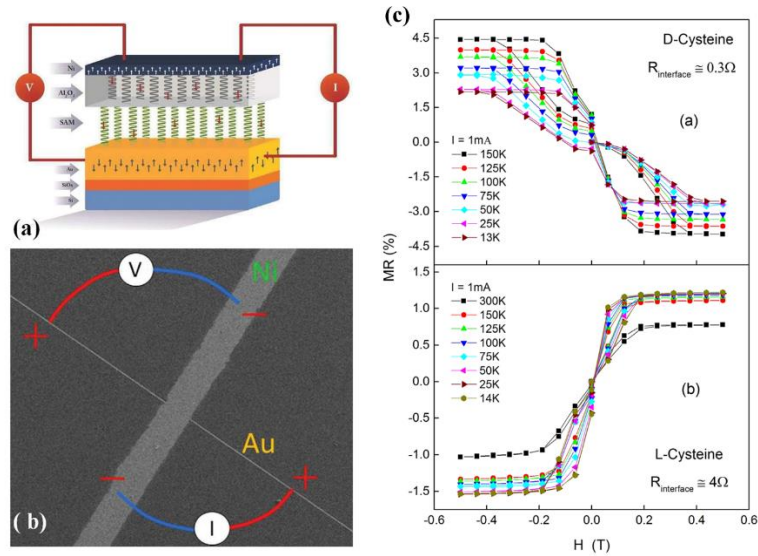 (a)
V
I
Ni
Al₂O₃
SAM
Au
SiOx
Si
(b)
V
+
−
Ni
Au
−
+
I
(c)
MR (%)
4.5
3.0
1.5
0.0
-1.5
-3.0
-4.5
D-Cysteine
R_interface ≅ 0.3Ω
(a)
I = 1mA
150K
125K
100K
75K
50K
25K
13K
1.5
1.0
0.5
0.0
-0.5
-1.0
-1.5
I = 1mA
300K
150K
125K
100K
75K
50K
25K
14K
(b)
L-Cysteine
R_interface ≅ 4Ω
-0.6 -0.4 -0.2 0.0 0.2 0.4 0.6
H (T)